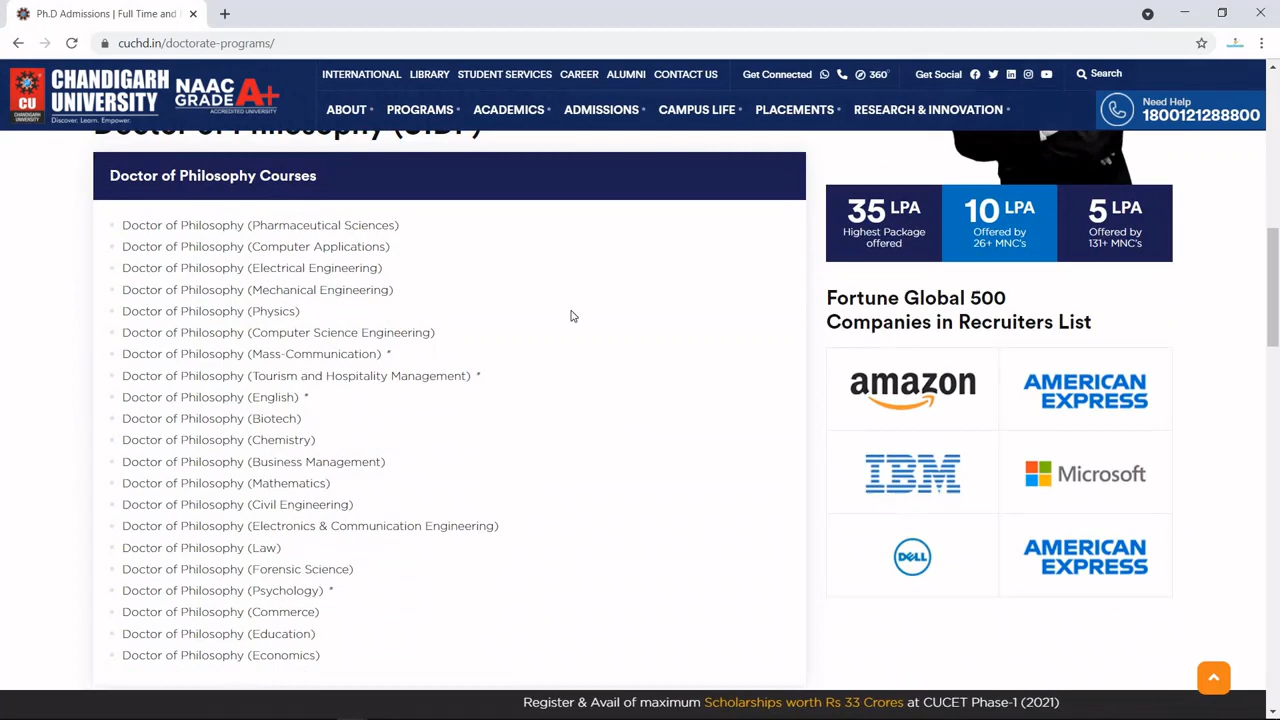 Ph.D Admissions | Full Time and
cuchd.in/doctorate-programs/
CU
CHANDIGARH UNIVERSITY
Discover. Learn. Empower.
NAAC GRADE A+
ACCREDITED UNIVERSITY
INTERNATIONAL LIBRARY STUDENT SERVICES CAREER ALUMNI CONTACT US Get Connected 360° Get Social Search
ABOUT PROGRAMS ACADEMICS ADMISSIONS CAMPUS LIFE PLACEMENTS RESEARCH & INNOVATION
Need Help
1800121288800
Doctor of Philosophy Courses
Doctor of Philosophy (Pharmaceutical Sciences)
Doctor of Philosophy (Computer Applications)
Doctor of Philosophy (Electrical Engineering)
Doctor of Philosophy (Mechanical Engineering)
Doctor of Philosophy (Physics)
Doctor of Philosophy (Computer Science Engineering)
Doctor of Philosophy (Mass-Communication) *
Doctor of Philosophy (Tourism and Hospitality Management) *
Doctor of Philosophy (English) *
Doctor of Philosophy (Biotech)
Doctor of Philosophy (Chemistry)
Doctor of Philosophy (Business Management)
Doctor of Philosophy (Mathematics)
Doctor of Philosophy (Civil Engineering)
Doctor of Philosophy (Electronics & Communication Engineering)
Doctor of Philosophy (Law)
Doctor of Philosophy (Forensic Science)
Doctor of Philosophy (Psychology) *
Doctor of Philosophy (Commerce)
Doctor of Philosophy (Education)
Doctor of Philosophy (Economics)
35 LPA
Highest Package
offered
10 LPA
Offered by
26+ MNC's
5 LPA
Offered by
131+ MNC's
Fortune Global 500
Companies in Recruiters List
amazon
AMERICAN
EXPRESS
IBM
Microsoft
DELL
AMERICAN
EXPRESS
Register & Avail of maximum Scholarships worth Rs 33 Crores at CUCET Phase-1 (2021)